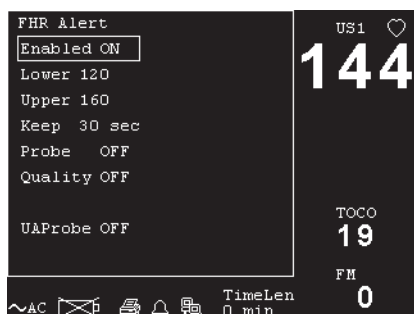 FHR Alert
Enabled ON
Lower 120
Upper 160
Keep 30 sec
Probe OFF
Quality OFF
UAProbe OFF
US1
144
TOCO
19
FM
0
AC
TimeLen
0 min